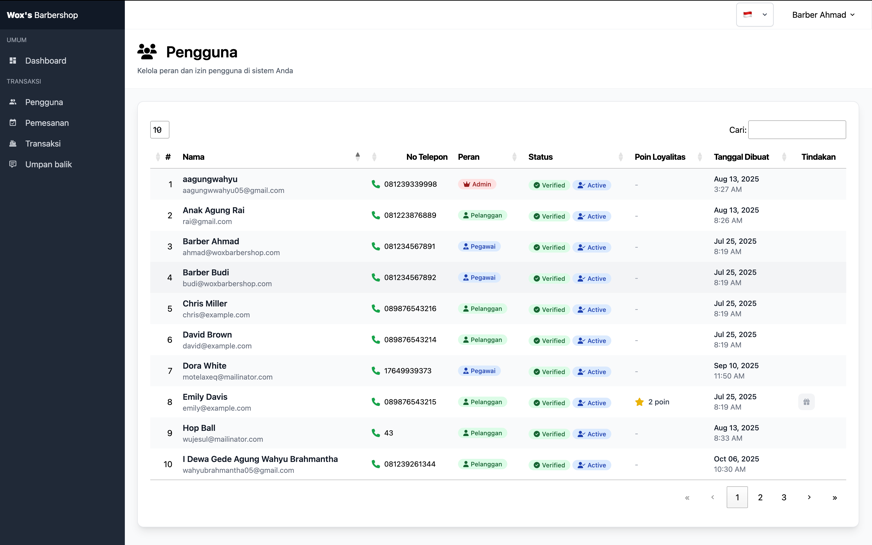 Wox's Barbershop
Barber Ahmad
UMUM
Dashboard
TRANSAKSI
Pengguna
Pemesanan
Transaksi
Umpan balik
Pengguna
Kelola peran dan izin pengguna di sistem Anda
10
Cari:
# Nama No Telepon Peran Status Poin Loyalitas Tanggal Dibuat Tindakan
1 aagungwahyu 081239339998 Admin Verified Active - Aug 13, 2025
aagungwwahyu05@gmail.com 3:27 AM
2 Anak Agung Rai 081223876889 Pelanggan Verified Active - Aug 13, 2025
rai@gmail.com 8:26 AM
3 Barber Ahmad 081234567891 Pegawai Verified Active - Jul 25, 2025
ahmad@woxbarbershop.com 8:19 AM
4 Barber Budi 081234567892 Pegawai Verified Active - Jul 25, 2025
budi@woxbarbershop.com 8:19 AM
5 Chris Miller 089876543216 Pelanggan Verified Active - Jul 25, 2025
chris@example.com 8:19 AM
6 David Brown 089876543214 Pelanggan Verified Active - Jul 25, 2025
david@example.com 8:19 AM
7 Dora White 17649939373 Pegawai Verified Active - Sep 10, 2025
motelaxeq@mailinator.com 11:50 AM
8 Emily Davis 089876543215 Pelanggan Verified Active 2 poin Jul 25, 2025
emily@example.com 8:19 AM
9 Hop Ball 43 Pelanggan Verified Active - Aug 13, 2025
wujesul@mailinator.com 8:33 AM
10 I Dewa Gede Agung Wahyu Brahmantha 081239261344 Pelanggan Verified Active - Oct 06, 2025
wahyubrahmantha05@gmail.com 10:30 AM
« ‹ 1 2 3 › »